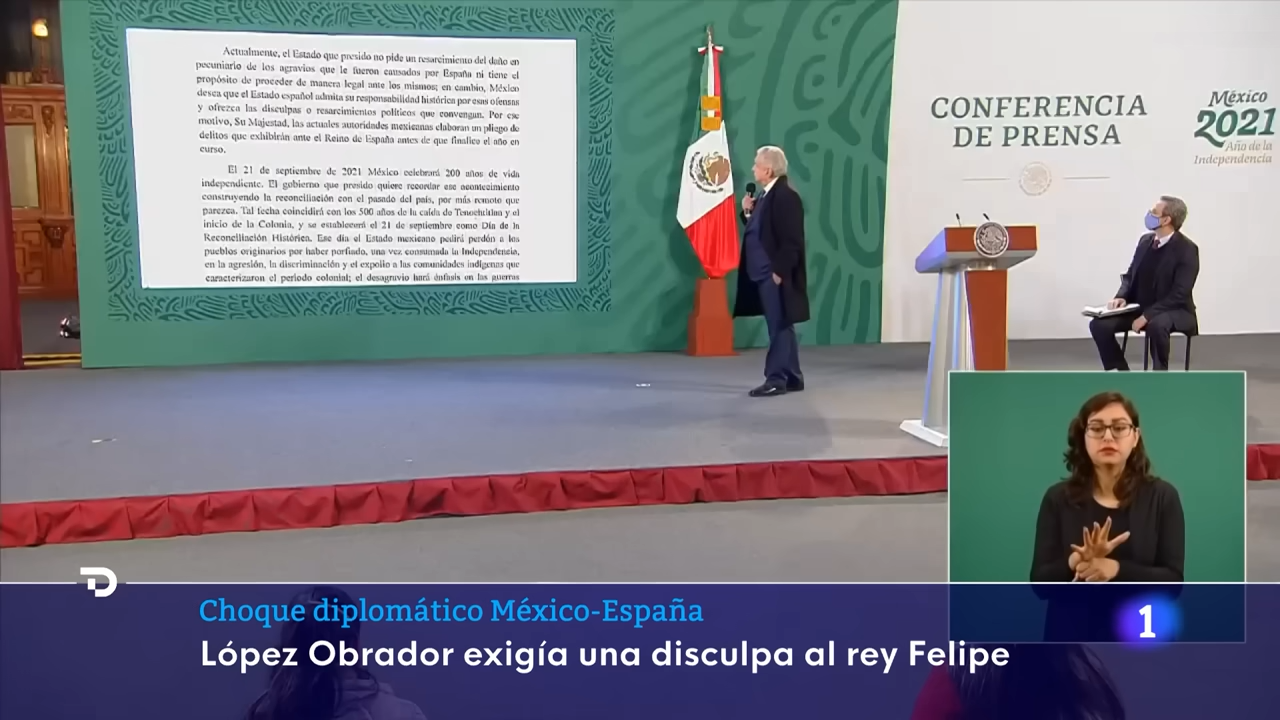 Actualmente, el Estado que presido no pide un resarcimiento del daño en
pecuniario de los agravios que le fueron causados por España ni tiene el
propósito de proceder de manera legal ante los mismos; en cambio, México
desea que el Estado español admita su responsabilidad histórica por esas ofensas
y ofrezca las disculpas o resarcimientos políticos que convengan. Por ese
motivo, Su Majestad, las actuales autoridades mexicanas elaboran un pliego de
delitos que exhibirán ante el Reino de España antes de que finalice el año en
curso.
El 21 de septiembre de 2021 México celebrará 200 años de vida
independiente. El gobierno que presido quiere recordar ese acontecimiento
construyendo la reconciliación con el pasado del país, por más remoto que
parezca. Tal fecha coincidirá con los 500 años de la caída de Tenochtitlan y el
inicio de la Colonia, y se establecerá el 21 de septiembre como Día de la
Reconciliación Histórica. Ese día el Estado mexicano pedirá perdón a los
pueblos originarios por haber porfiado, una vez consumada la Independencia,
en la agresión, la discriminación y el expolio a las comunidades indígenas que
caracterizaron el periodo colonial; el desagravio hará énfasis en las guerras
CONFERENCIA
DE PRENSA
México
2021
Año de la
Independencia
1
Choque diplomático México-España
López Obrador exigía una disculpa al rey Felipe